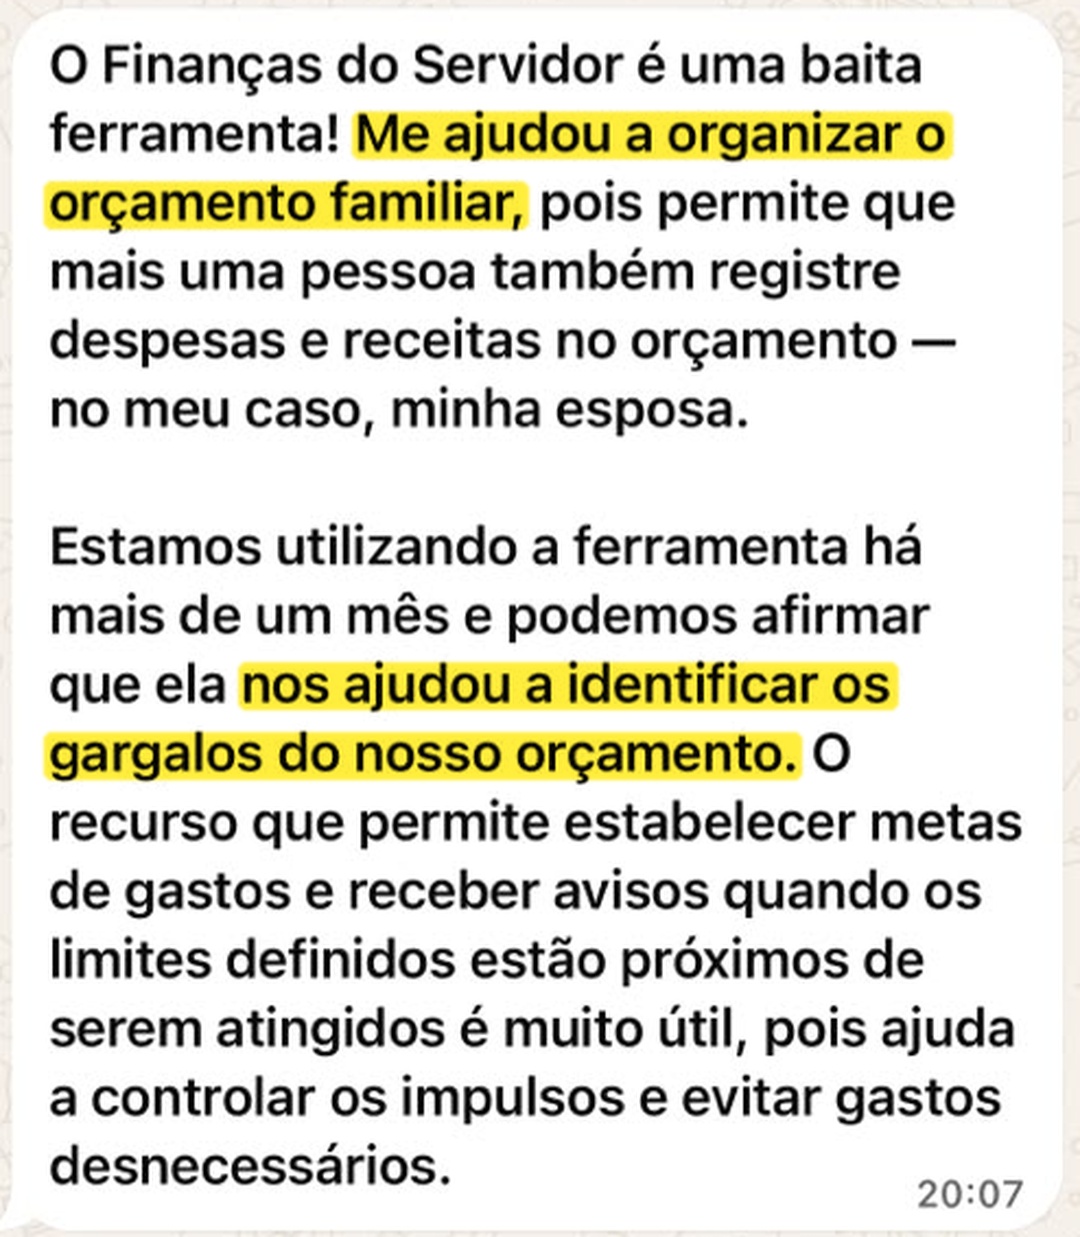 O Finanças do Servidor é uma baita
ferramenta! Me ajudou a organizar o
orçamento familiar, pois permite que
mais uma pessoa também registre
despesas e receitas no orçamento —
no meu caso, minha esposa.
Estamos utilizando a ferramenta há
mais de um mês e podemos afirmar
que ela nos ajudou a identificar os
gargalos do nosso orçamento. O
recurso que permite estabelecer metas
de gastos e receber avisos quando os
limites definidos estão próximos de
serem atingidos é muito útil, pois ajuda
a controlar os impulsos e evitar gastos
desnecessários.
20:07